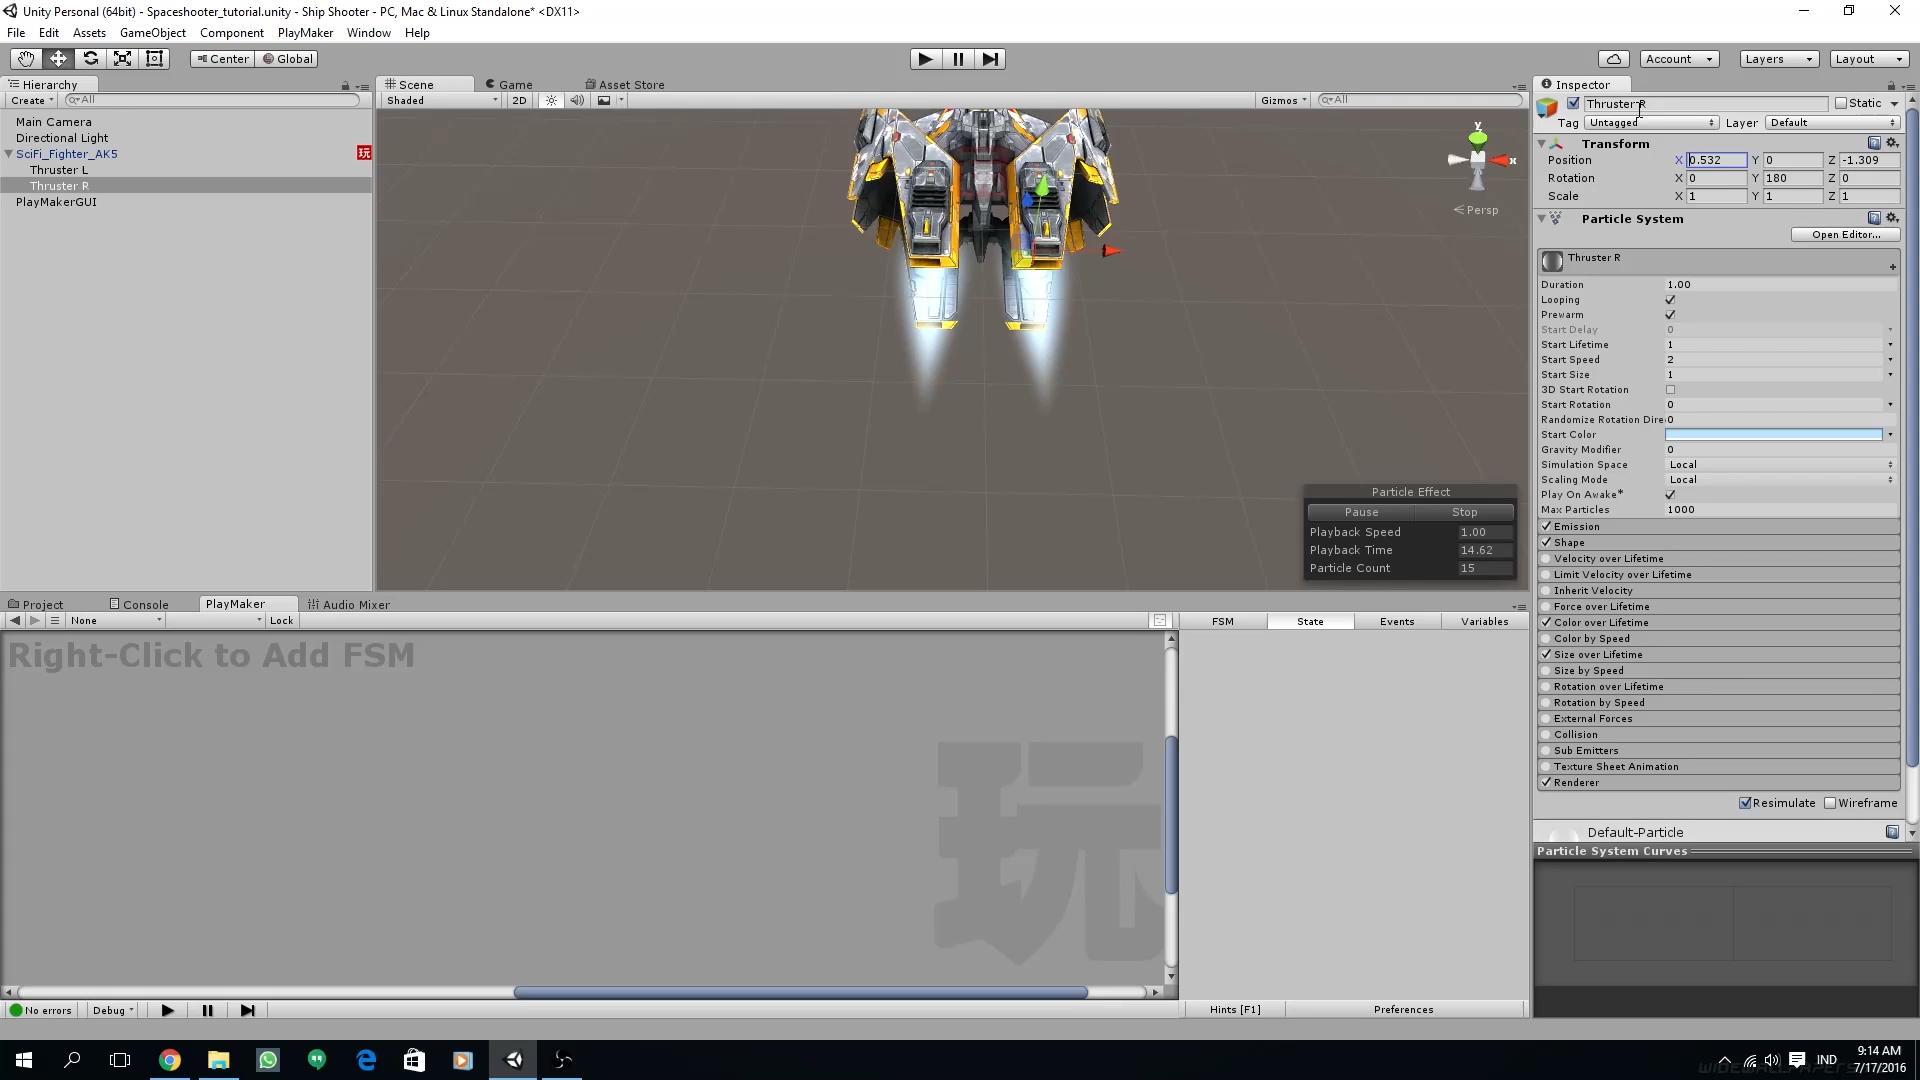 Unity Personal (64bit) - Spaceshooter_tutorial.unity - Ship Shooter - PC, Mac & Linux Standalone* <DX11>
File Edit Assets GameObject Component PlayMaker Window Help
Center Global Account Layers Layout
Hierarchy
Create All
Main Camera
Directional Light
SciFi_Fighter_AK5 玩
Thruster L
Thruster R
PlayMakerGUI
Scene Game Asset Store
Shaded 2D Gizmos All
y
x
Persp
Particle Effect
Pause Stop
Playback Speed 1.00
Playback Time 14.62
Particle Count 15
Inspector
Thruster R Static
Tag Untagged Layer Default
Transform
Position X 0.532 Y 0 Z -1.309
Rotation X 0 Y 180 Z 0
Scale X 1 Y 1 Z 1
Particle System
Open Editor...
Thruster R
Duration 1.00
Looping
Prewarm
Start Delay 0
Start Lifetime 1
Start Speed 2
Start Size 1
3D Start Rotation
Start Rotation 0
Randomize Rotation Dire 0
Start Color
Gravity Modifier 0
Simulation Space Local
Scaling Mode Local
Play On Awake*
Max Particles 1000
Emission
Shape
Velocity over Lifetime
Limit Velocity over Lifetime
Inherit Velocity
Force over Lifetime
Color over Lifetime
Color by Speed
Size over Lifetime
Size by Speed
Rotation over Lifetime
Rotation by Speed
External Forces
Collision
Sub Emitters
Texture Sheet Animation
Renderer
Resimulate Wireframe
Default-Particle
Particle System Curves
Project Console PlayMaker Audio Mixer
None Lock
Right-Click to Add FSM
玩
FSM State Events Variables
No errors Debug
Hints [F1] Preferences
IND
9:14 AM
7/17/2016